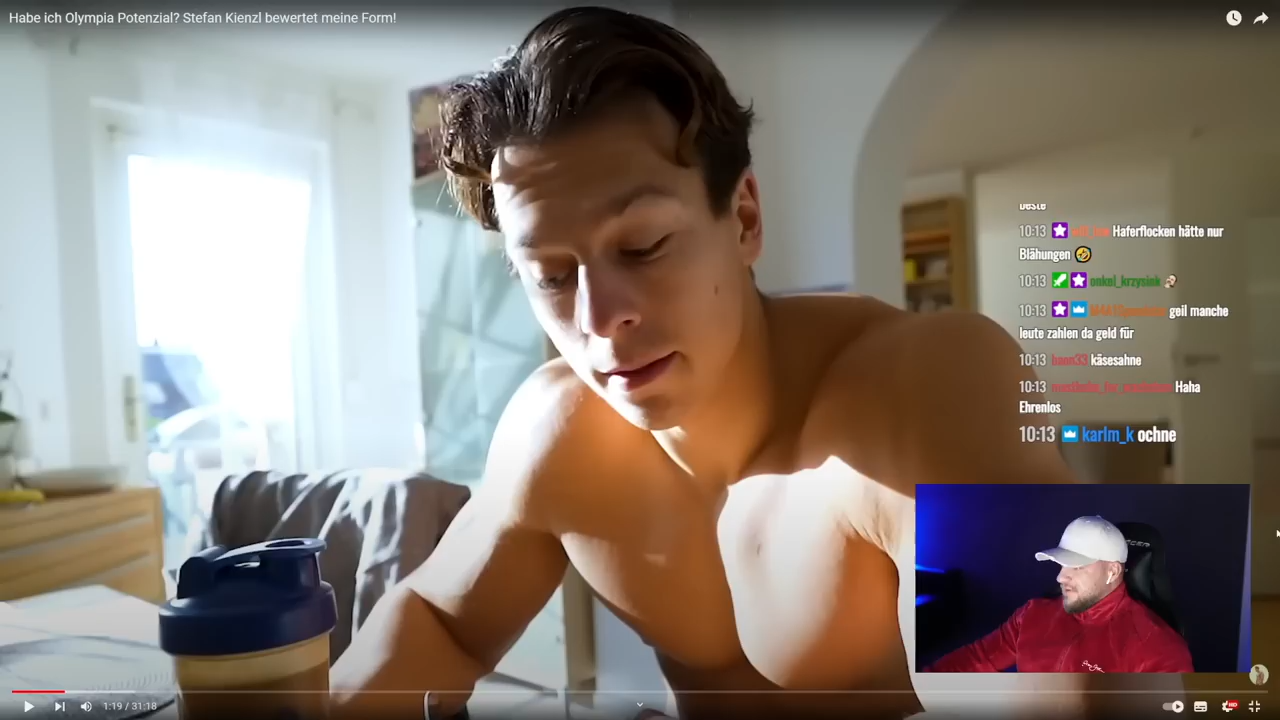 Habe ich Olympia Potenzial? Stefan Kienzl bewertet meine Form!
beste
10:13 Haferflocken hätte nur
Blähungen
10:13 onkel_krzysiek
10:13 geil manche
leute zahlen da geld für
10:13 käsesahne
10:13 Haha
Ehrenlos
10:13 karlm_k ochne
1:19 / 31:18
HD